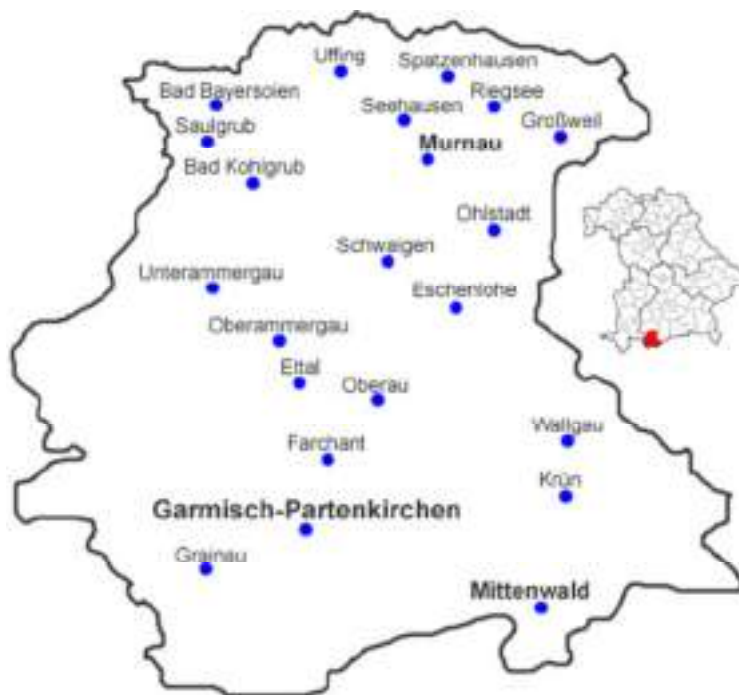 Uffing
Spatzenhausen
Bad Bayersoien
Riegsee
Seehausen
Großweil
Saulgrub
Murnau
Bad Kohlgrub
Ohlstadt
Schwaigen
Unterammergau
Eschenlohe
Oberammergau
Ettal
Oberau
Wallgau
Farchant
Krün
Garmisch-Partenkirchen
Grainau
Mittenwald